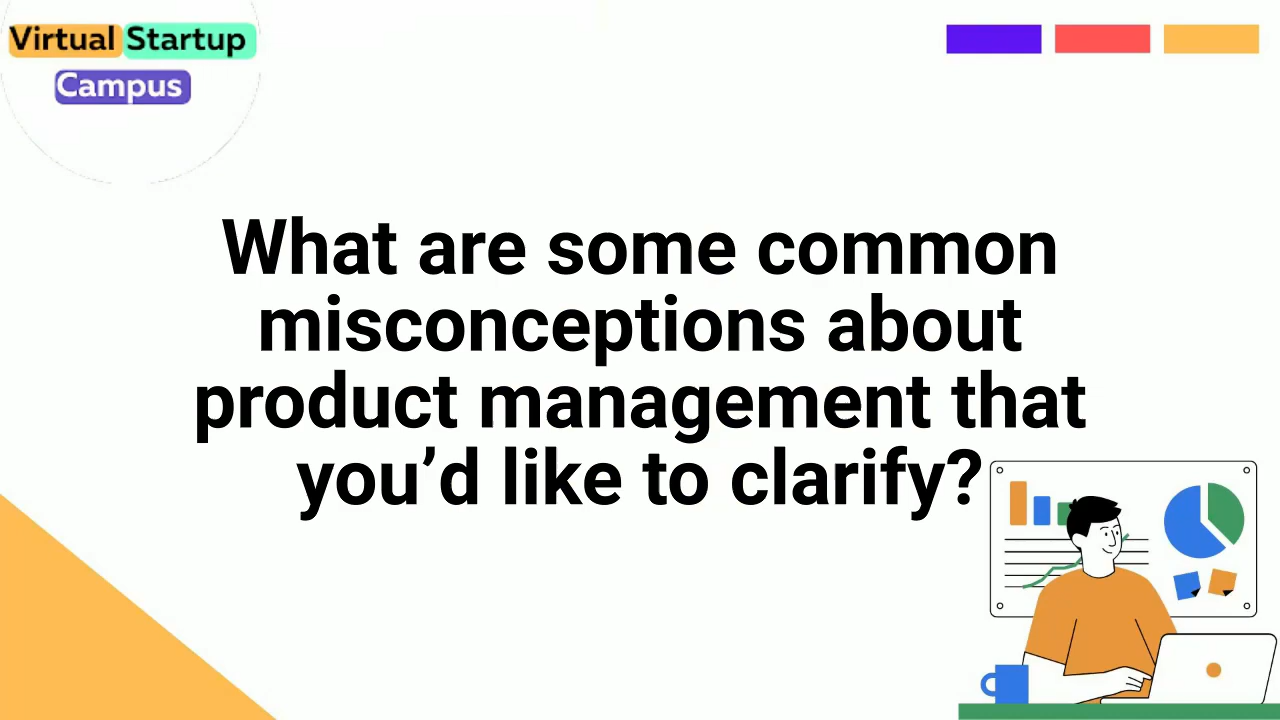 Virtual Startup
Campus
What are some common
misconceptions about
product management that
you’d like to clarify?